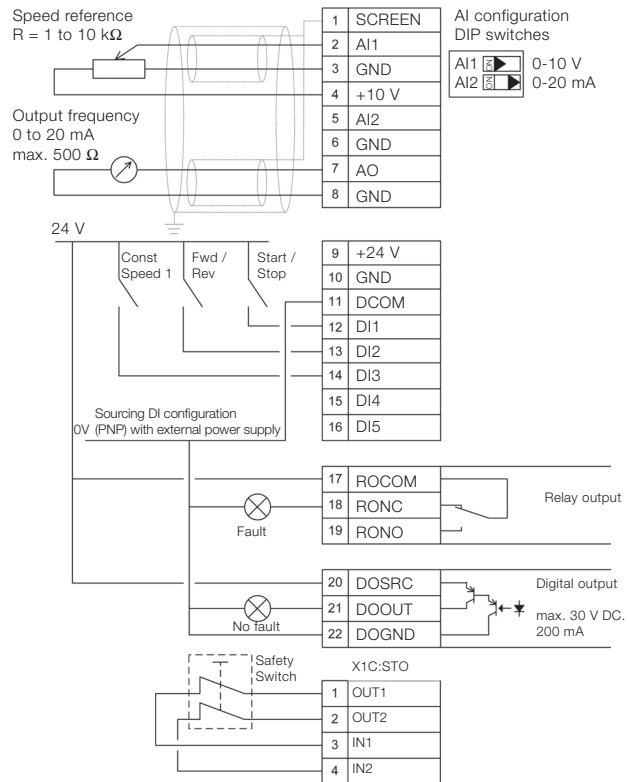 Speed reference
R = 1 to 10 kΩ
1 SCREEN
2 AI1
3 GND
4 +10 V
5 AI2
6 GND
7 AO
8 GND
AI configuration
DIP switches
AI1 ON 0-10 V
AI2 ON 0-20 mA
Output frequency
0 to 20 mA
max. 500 Ω
24 V
Const
Speed 1
Fwd /
Rev
Start /
Stop
9 +24 V
10 GND
11 DCOM
12 DI1
13 DI2
14 DI3
15 DI4
16 DI5
Sourcing DI configuration
0V (PNP) with external power supply
17 ROCOM
18 RONC
19 RONO
Relay output
Fault
20 DOSRC
21 DOOUT
22 DOGND
Digital output
max. 30 V DC.
200 mA
No fault
Safety
Switch
X1C:STO
1 OUT1
2 OUT2
3 IN1
4 IN2